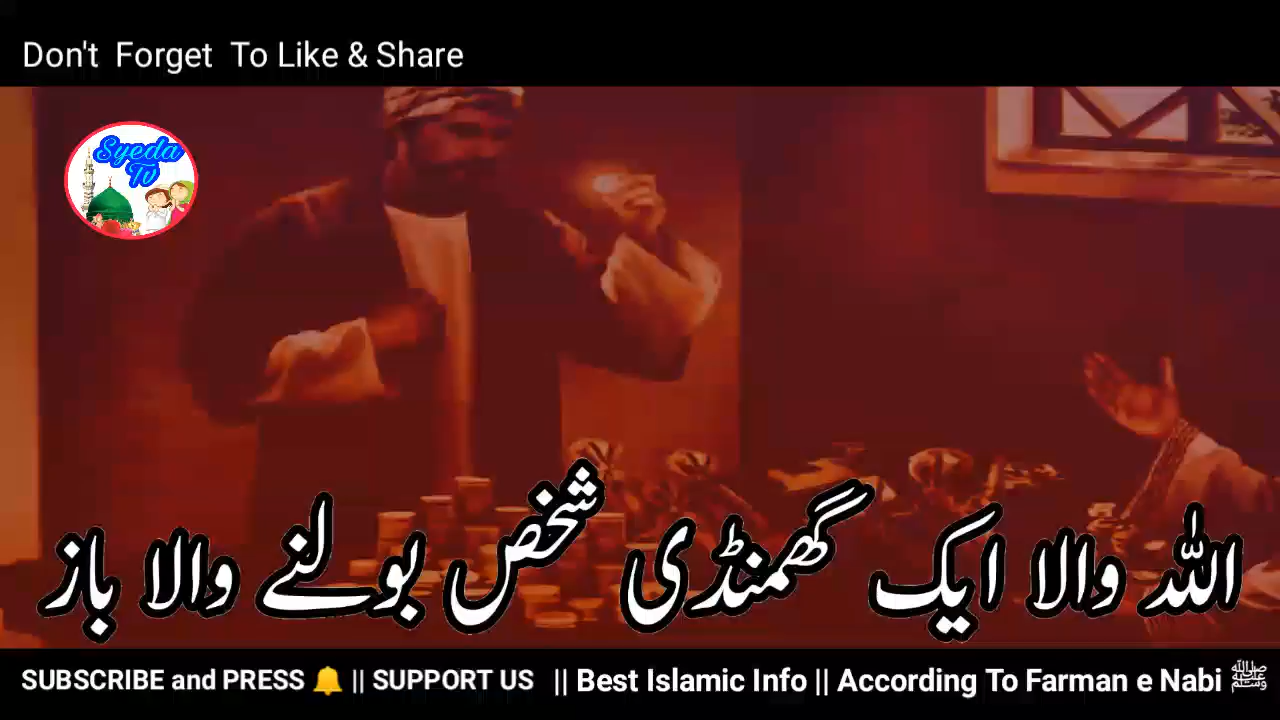 Don't Forget To Like & Share
Syeda
Tv
اللہ والا ایک گھمنڈی شخص بولنے والا باز
SUBSCRIBE and PRESS 🔔 || SUPPORT US || Best Islamic Info || According To Farman e Nabi ﷺ